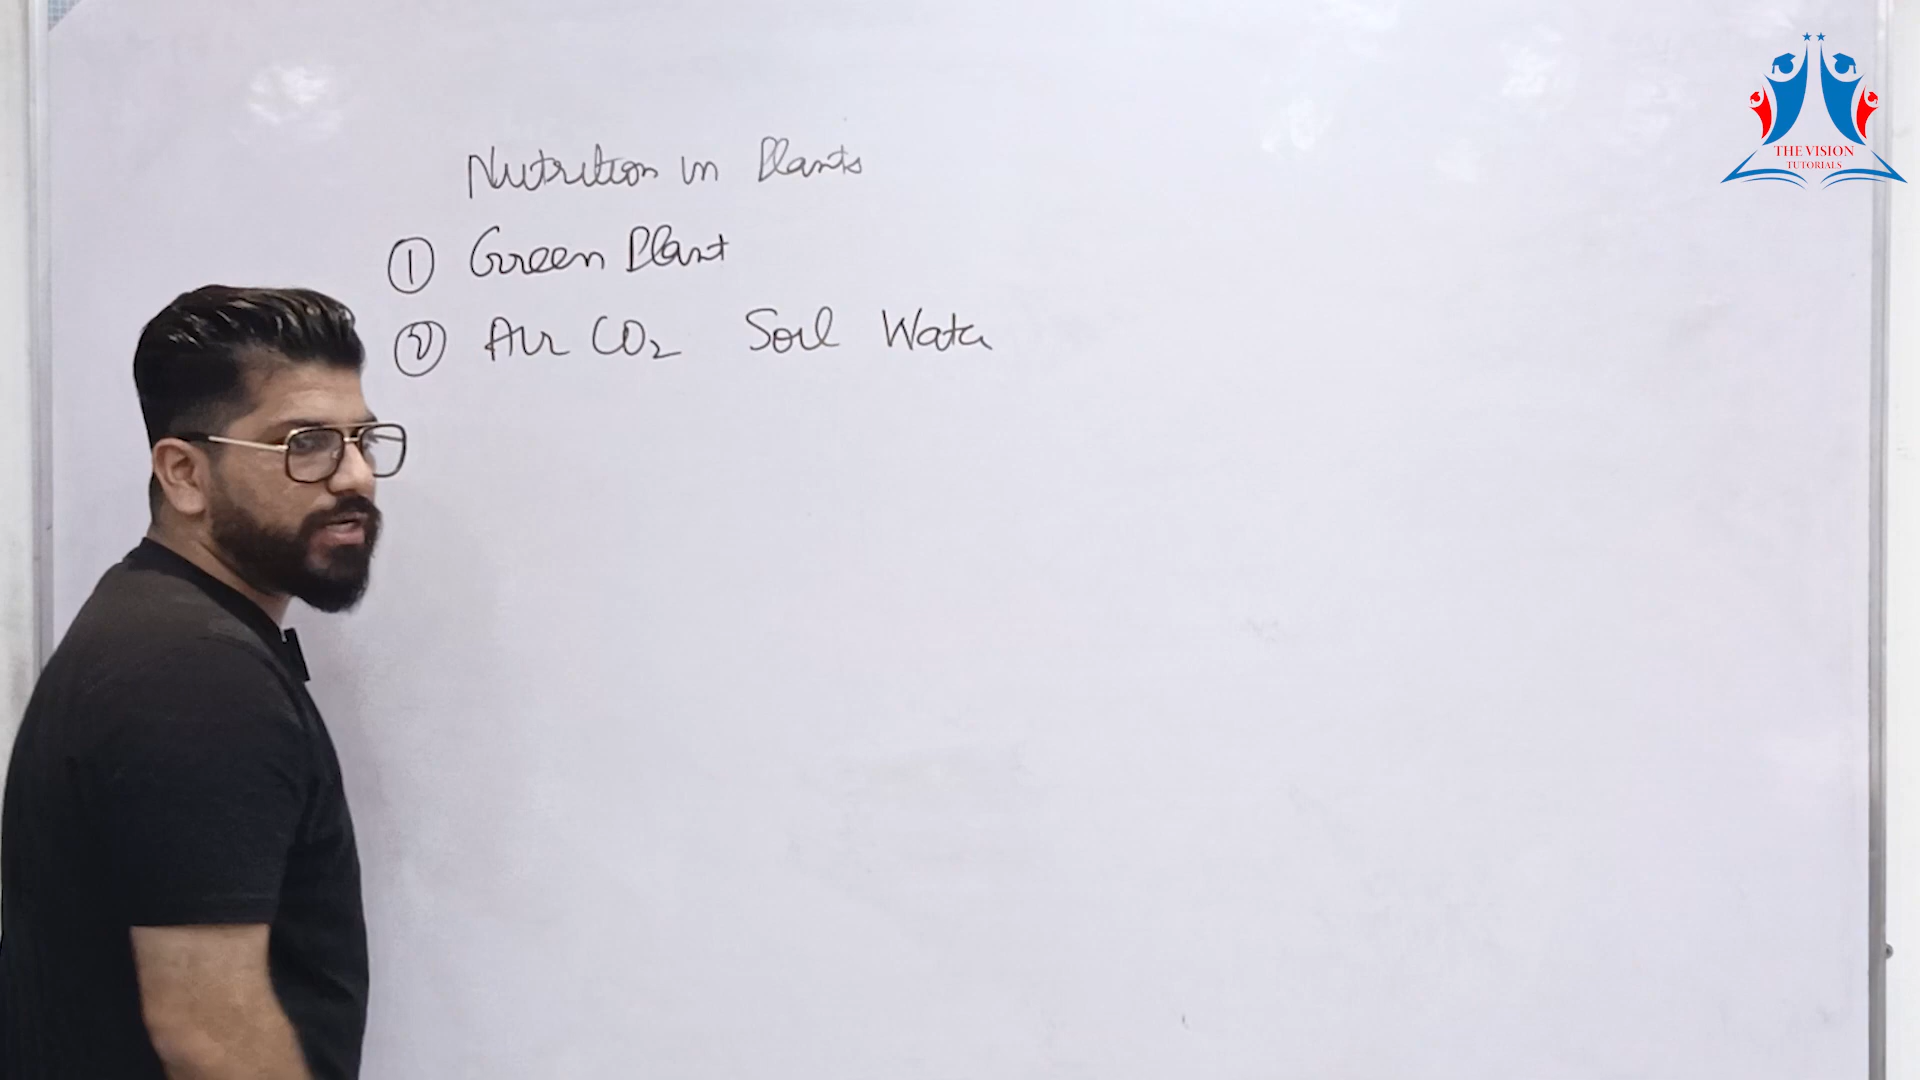 Nutrition in Plants
① Green Plant
② Air CO₂ Soil Water
THE VISION
TUTORIALS